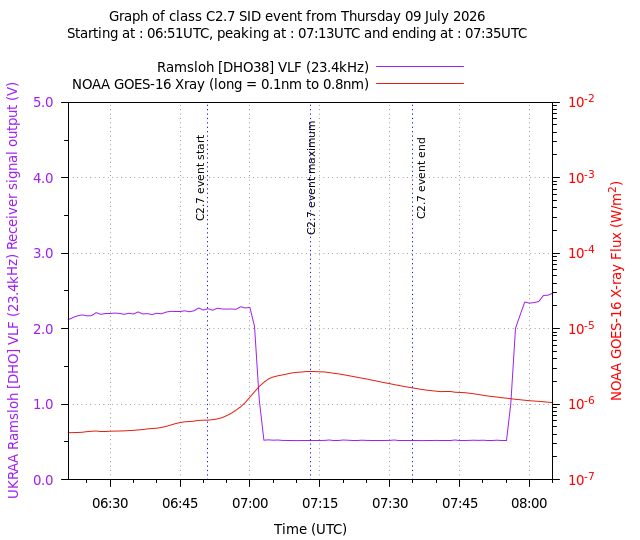 Graph of class C2.7 SID event from Thursday 09 July 2026
Starting at : 06:51UTC, peaking at : 07:13UTC and ending at : 07:35UTC
Ramsloh [DHO38] VLF (23.4kHz)
NOAA GOES-16 Xray (long = 0.1nm to 0.8nm)
UKRAA Ramsloh [DHO] VLF (23.4kHz) Receiver signal output (V)
5.0
4.0
3.0
2.0
1.0
0.0
C2.7 event start
C2.7 event maximum
C2.7 event end
10-2
10-3
10-4
10-5
10-6
10-7
NOAA GOES-16 X-ray Flux (W/m2)
06:30 06:45 07:00 07:15 07:30 07:45 08:00
Time (UTC)